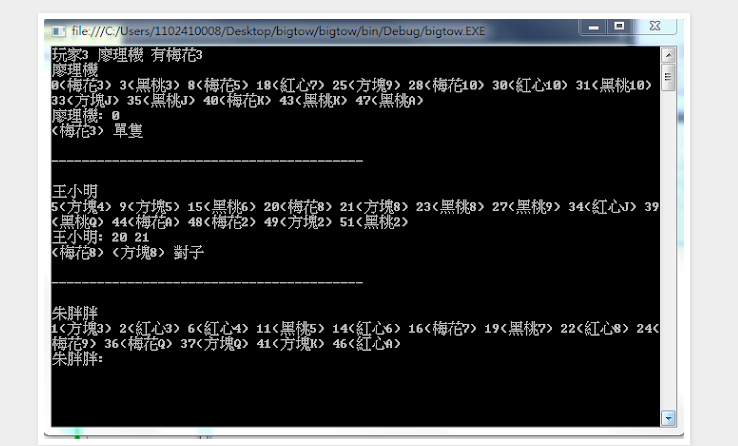 file:///C:/Users/1102410008/Desktop/bigtow/bigtow/bin/Debug/bigtow.EXE
玩家3 廖理機 有梅花3
廖理機
0(梅花3) 3(黑桃3) 8(梅花5) 18(紅心7) 25(方塊9) 28(梅花10) 30(紅心10) 31(黑桃10)
33(方塊J) 35(黑桃J) 40(梅花K) 43(黑桃K) 47(黑桃A)
廖理機: 0
(梅花3) 單隻
-----------------------------------------
王小明
5(方塊4) 9(方塊5) 15(黑桃6) 20(梅花8) 21(方塊8) 23(黑桃8) 27(黑桃9) 34(紅心J) 39
(黑桃Q) 44(梅花A) 48(梅花2) 49(方塊2) 51(黑桃2)
王小明: 20 21
(梅花8) (方塊8) 對子
-----------------------------------------
朱胖胖
1(方塊3) 2(紅心3) 6(紅心4) 11(黑桃5) 14(紅心6) 16(梅花7) 19(黑桃7) 22(紅心8) 24(
梅花9) 36(梅花Q) 37(方塊Q) 41(方塊K) 46(紅心A)
朱胖胖: